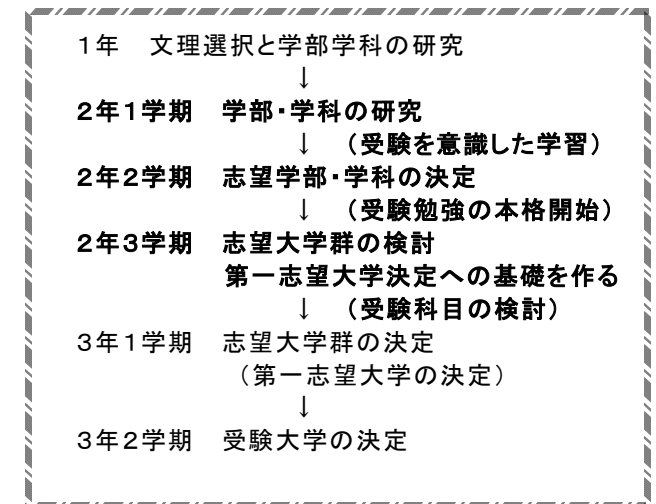 １年　文理選択と学部学科の研究
↓
２年１学期　学部・学科の研究
↓　（受験を意識した学習）
２年２学期　志望学部・学科の決定
↓　（受験勉強の本格開始）
２年３学期　志望大学群の検討
第一志望大学決定への基礎を作る
↓　（受験科目の検討）
３年１学期　志望大学群の決定
（第一志望大学の決定）
↓
３年２学期　受験大学の決定